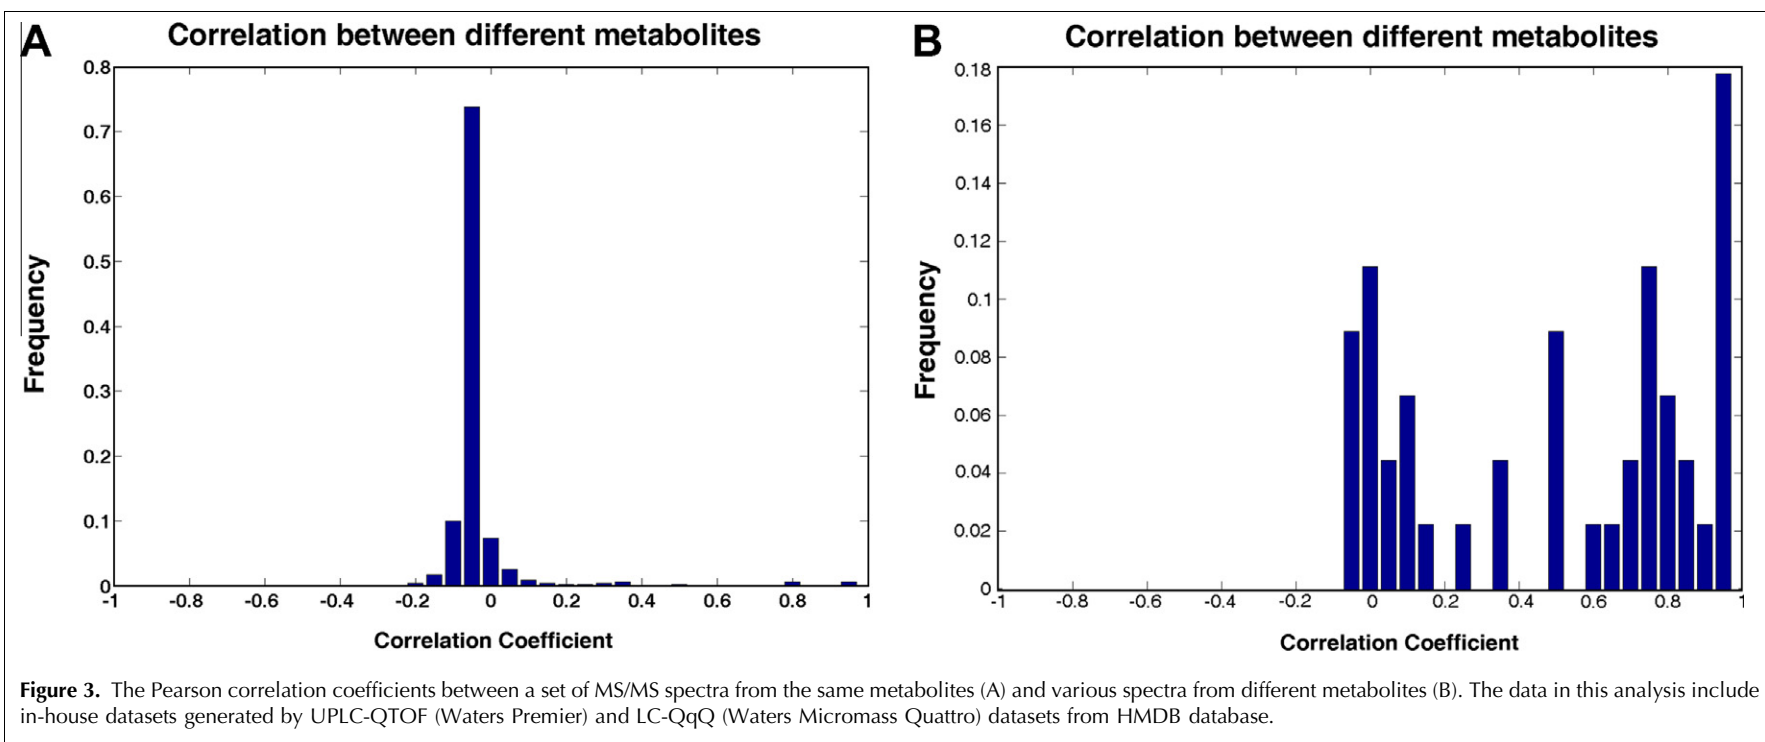 A
Correlation between different metabolites
0.8
0.7
0.6
0.5
0.4
0.3
0.2
0.1
0
-1 -0.8 -0.6 -0.4 -0.2 0 0.2 0.4 0.6 0.8 1
Frequency
Correlation Coefficient
B
Correlation between different metabolites
0.18
0.16
0.14
0.12
0.1
0.08
0.06
0.04
0.02
0
-1 -0.8 -0.6 -0.4 -0.2 0 0.2 0.4 0.6 0.8 1
Frequency
Correlation Coefficient
Figure 3. The Pearson correlation coefficients between a set of MS/MS spectra from the same metabolites (A) and various spectra from different metabolites (B). The data in this analysis include
in-house datasets generated by UPLC-QTOF (Waters Premier) and LC-QqQ (Waters Micromass Quattro) datasets from HMDB database.